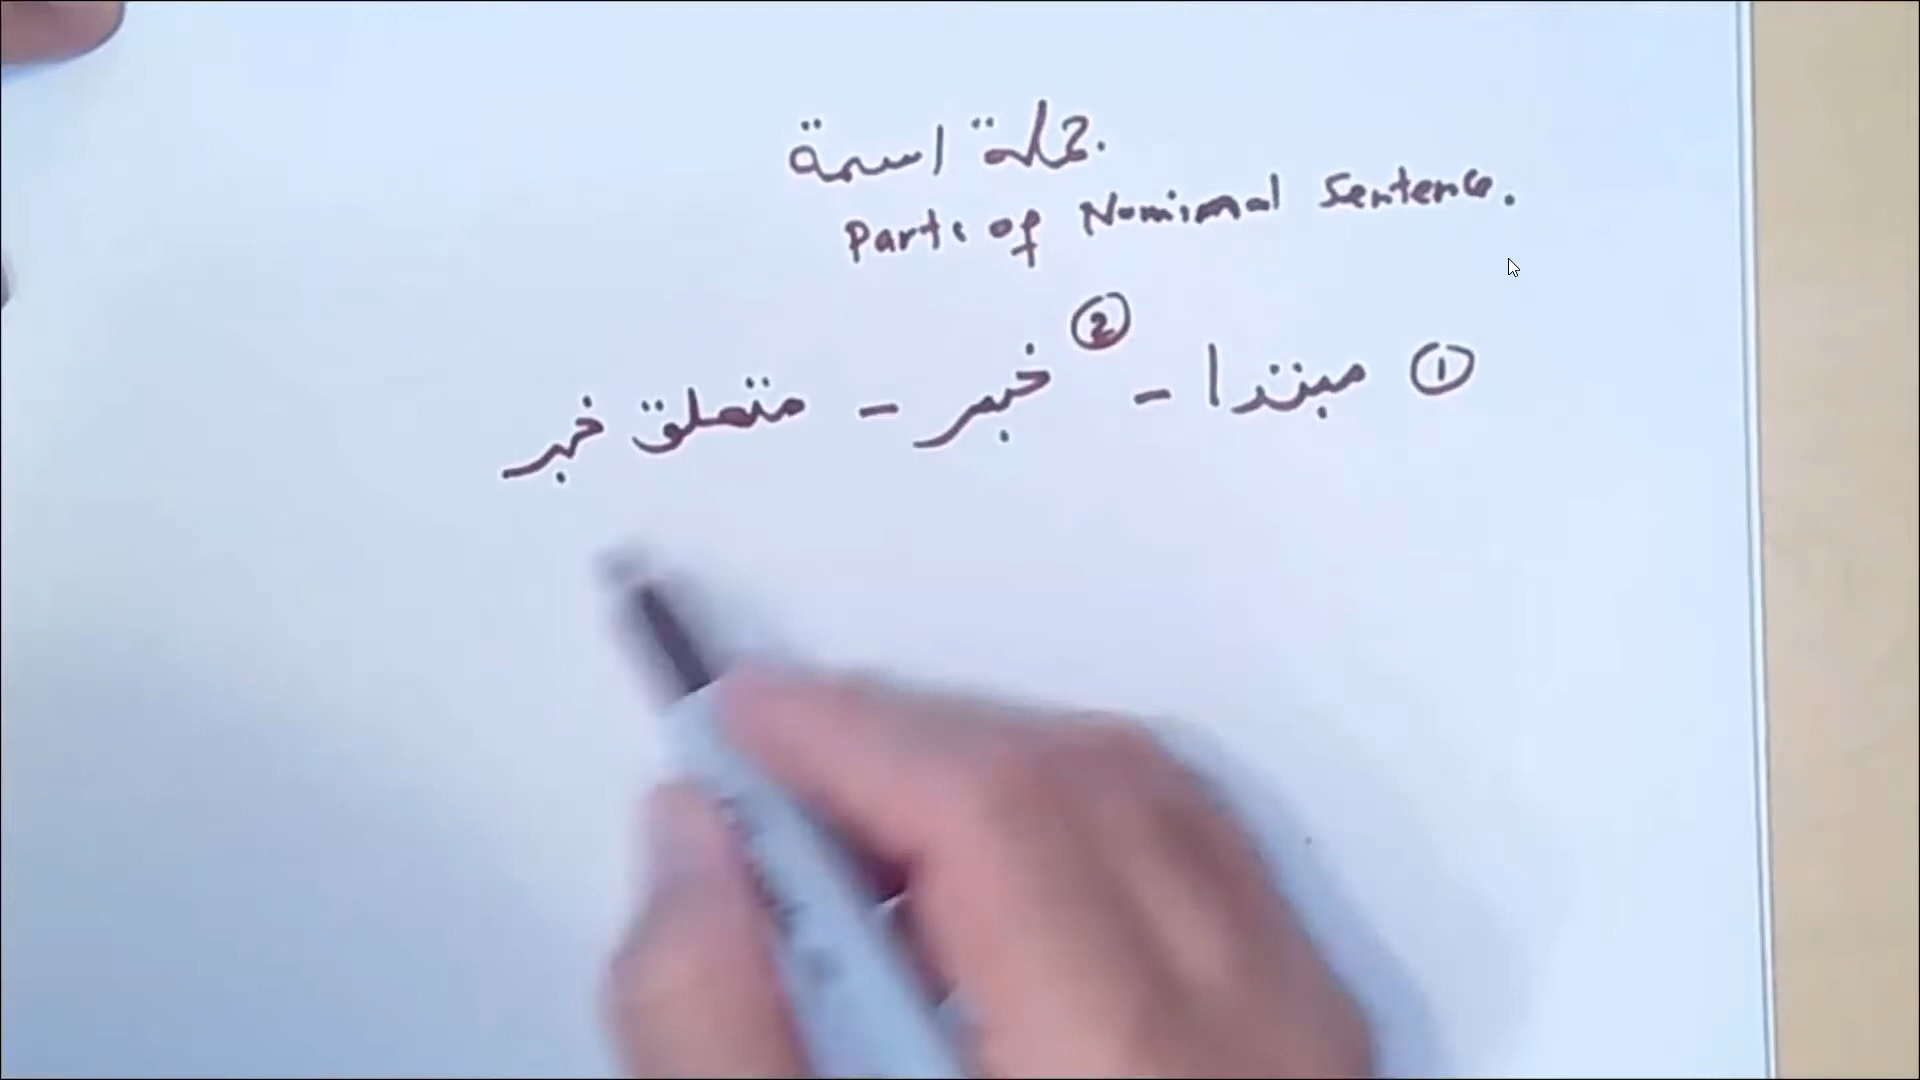 جملة اسمية
Parts of Nominal Sentence.
① مبتدا - ② خبر - متعلق خبر